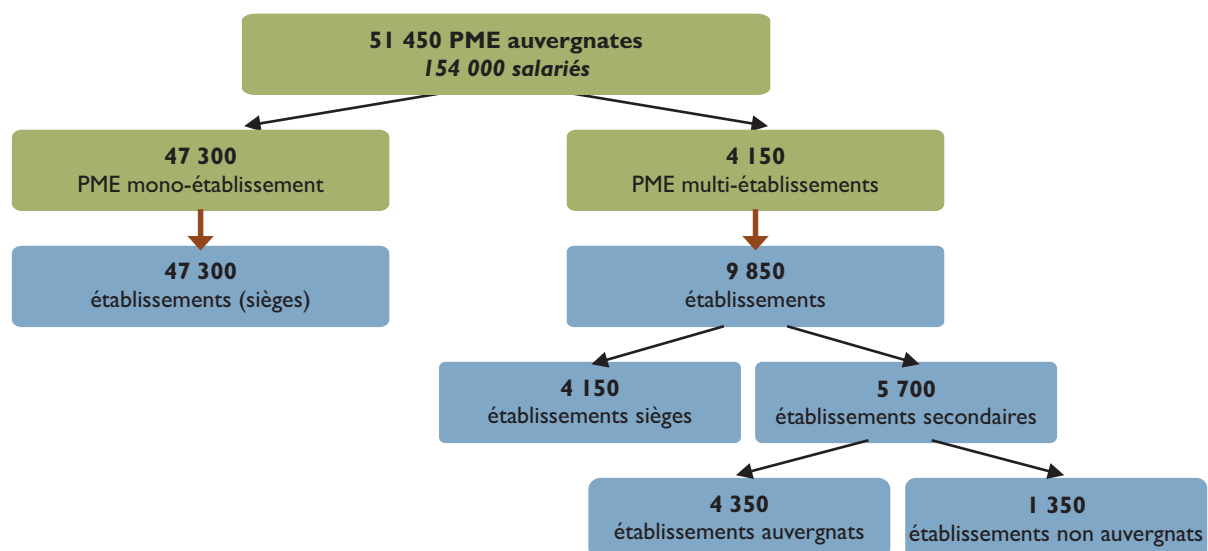 51 450 PME auvergnates
154 000 salariés
47 300
PME mono-établissement
4 150
PME multi-établissements
47 300
établissements (sièges)
9 850
établissements
4 150
établissements sièges
5 700
établissements secondaires
4 350
établissements auvergnats
1 350
établissements non auvergnats